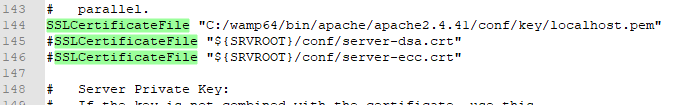 143 #   parallel.
144 SSLCertificateFile "C:/wamp64/bin/apache/apache2.4.41/conf/key/localhost.pem"
145 #SSLCertificateFile "${SRVROOT}/conf/server-dsa.crt"
146 #SSLCertificateFile "${SRVROOT}/conf/server-ecc.crt"
147
148 #   Server Private Key:
149 #   If the key is not combined with the certificate, use this